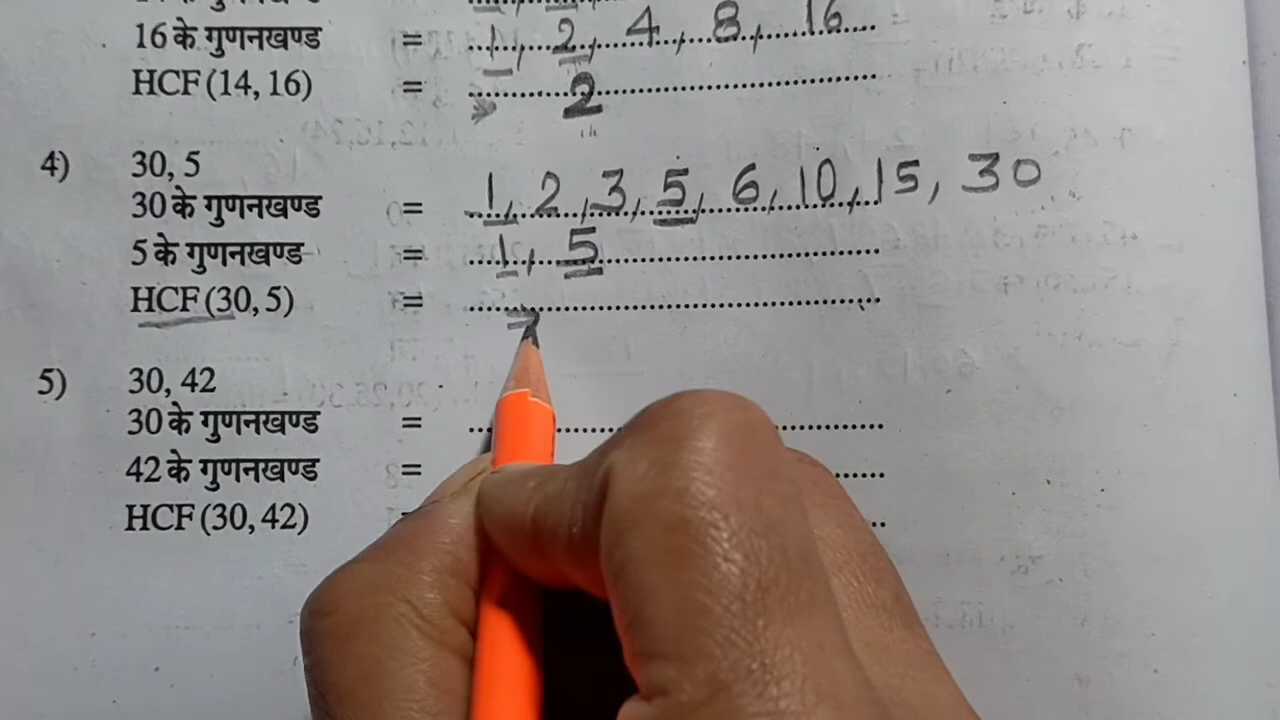 16 के गुणनखण्ड = 1, 2, 4, 8, 16
HCF (14, 16) = 2
4) 30, 5
30 के गुणनखण्ड = 1, 2, 3, 5, 6, 10, 15, 30
5 के गुणनखण्ड = 1, 5
HCF (30, 5) =
5) 30, 42
30 के गुणनखण्ड =
42 के गुणनखण्ड =
HCF (30, 42)